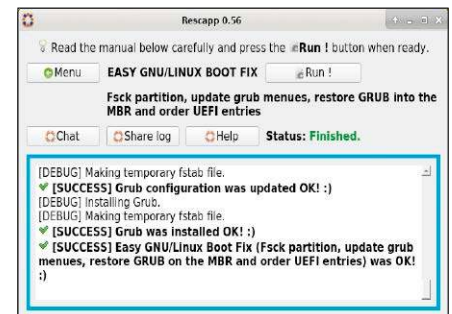 Rescapp 0.56
Read the manual below carefully and press the Run ! button when ready.
Menu EASY GNU/LINUX BOOT FIX Run !
Fsck partition, update grub menues, restore GRUB into the
MBR and order UEFI entries
Chat Share log Help Status: Finished.
[DEBUG] Making temporary fstab file.
[SUCCESS] Grub configuration was updated OK! :)
[DEBUG] Installing Grub.
[DEBUG] Making temporary fstab file.
[SUCCESS] Grub was installed OK! :)
[SUCCESS] Easy GNU/Linux Boot Fix (Fsck partition, update grub
menues, restore GRUB on the MBR and order UEFI entries) was OK!
:)